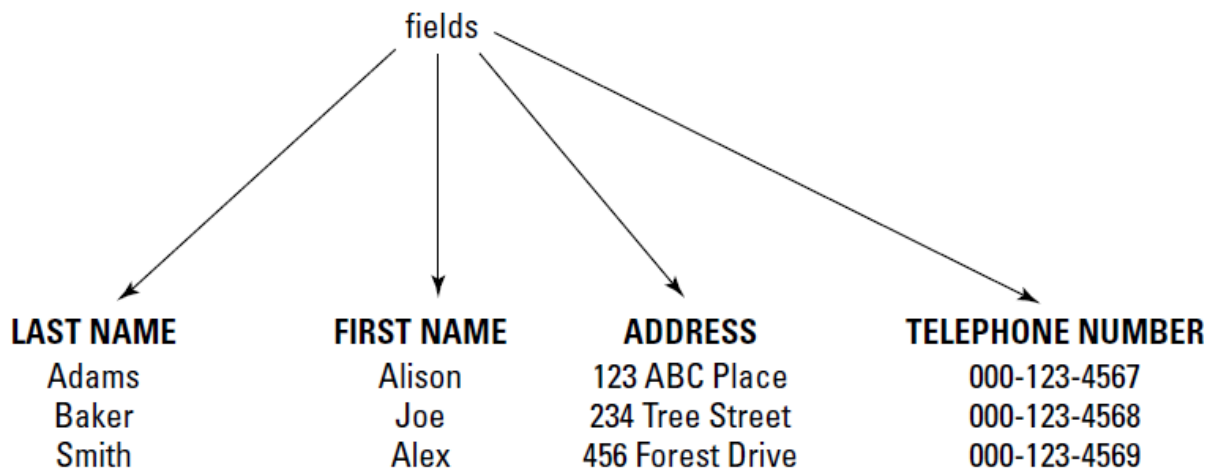 fields
LAST NAME FIRST NAME ADDRESS TELEPHONE NUMBER
Adams Alison 123 ABC Place 000-123-4567
Baker Joe 234 Tree Street 000-123-4568
Smith Alex 456 Forest Drive 000-123-4569